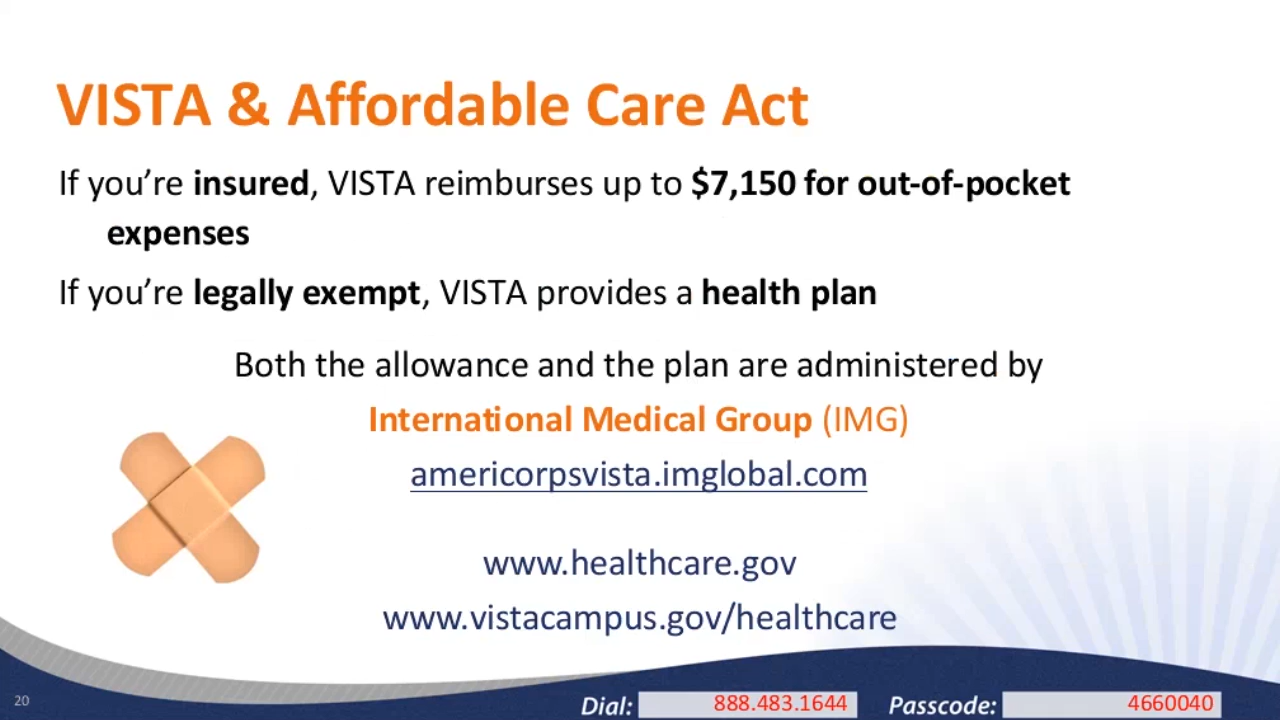 VISTA & Affordable Care Act
If you're insured, VISTA reimburses up to $7,150 for out-of-pocket
expenses
If you're legally exempt, VISTA provides a health plan
Both the allowance and the plan are administered by
International Medical Group (IMG)
americorpsvista.imglobal.com
www.healthcare.gov
www.vistacampus.gov/healthcare
20
Dial: 888.483.1644 Passcode: 4660040